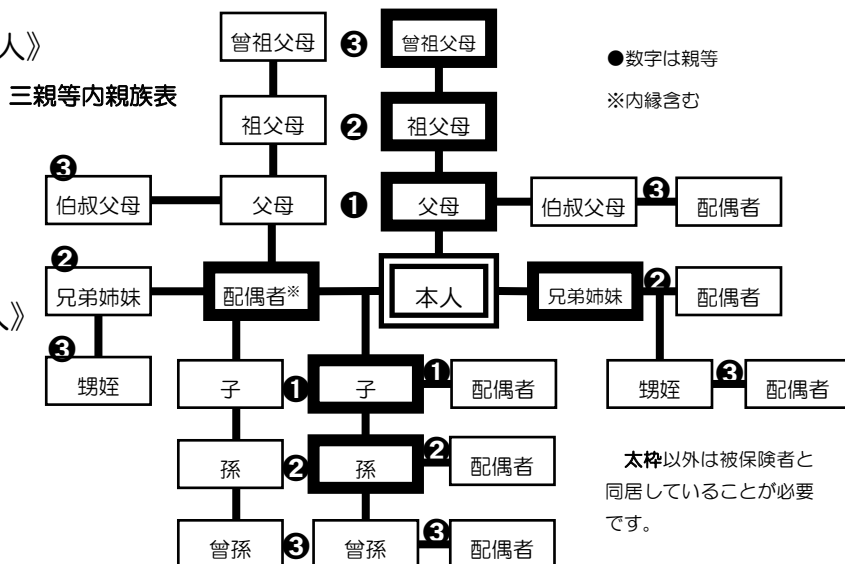 人》
三親等内親族表
曾祖父母 ❸ 曾祖父母
●数字は親等
※内縁含む
祖父母 ❷ 祖父母
❸
伯叔父母 父母 ❶ 父母 伯叔父母 ❸ 配偶者
❷
兄弟姉妹 配偶者※ 本人 兄弟姉妹 ❷ 配偶者
人》
❸
甥姪 子 ❶ 子 ❶ 配偶者 甥姪 ❸ 配偶者
孫 ❷ 孫 ❷ 配偶者
太枠以外は被保険者と
同居していることが必要
です。
曾孫 ❸ 曾孫 ❸ 配偶者